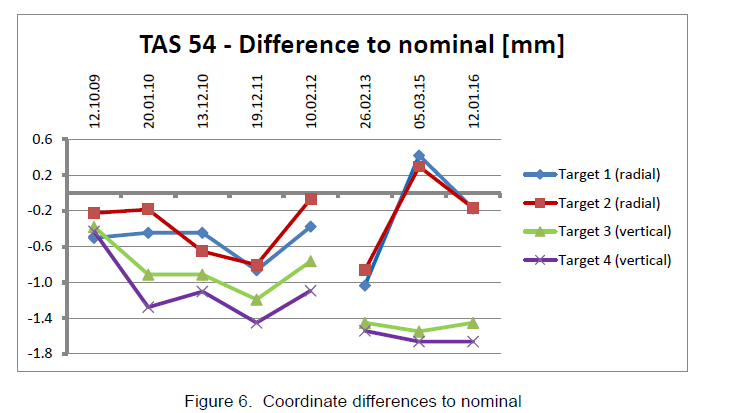 TAS 54 - Difference to nominal [mm]
12.10.09
20.01.10
13.12.10
19.12.11
10.02.12
26.02.13
05.03.15
12.01.16
0.6
0.2
-0.2
-0.6
-1.0
-1.4
-1.8
Target 1 (radial)
Target 2 (radial)
Target 3 (vertical)
Target 4 (vertical)
Figure 6. Coordinate differences to nominal